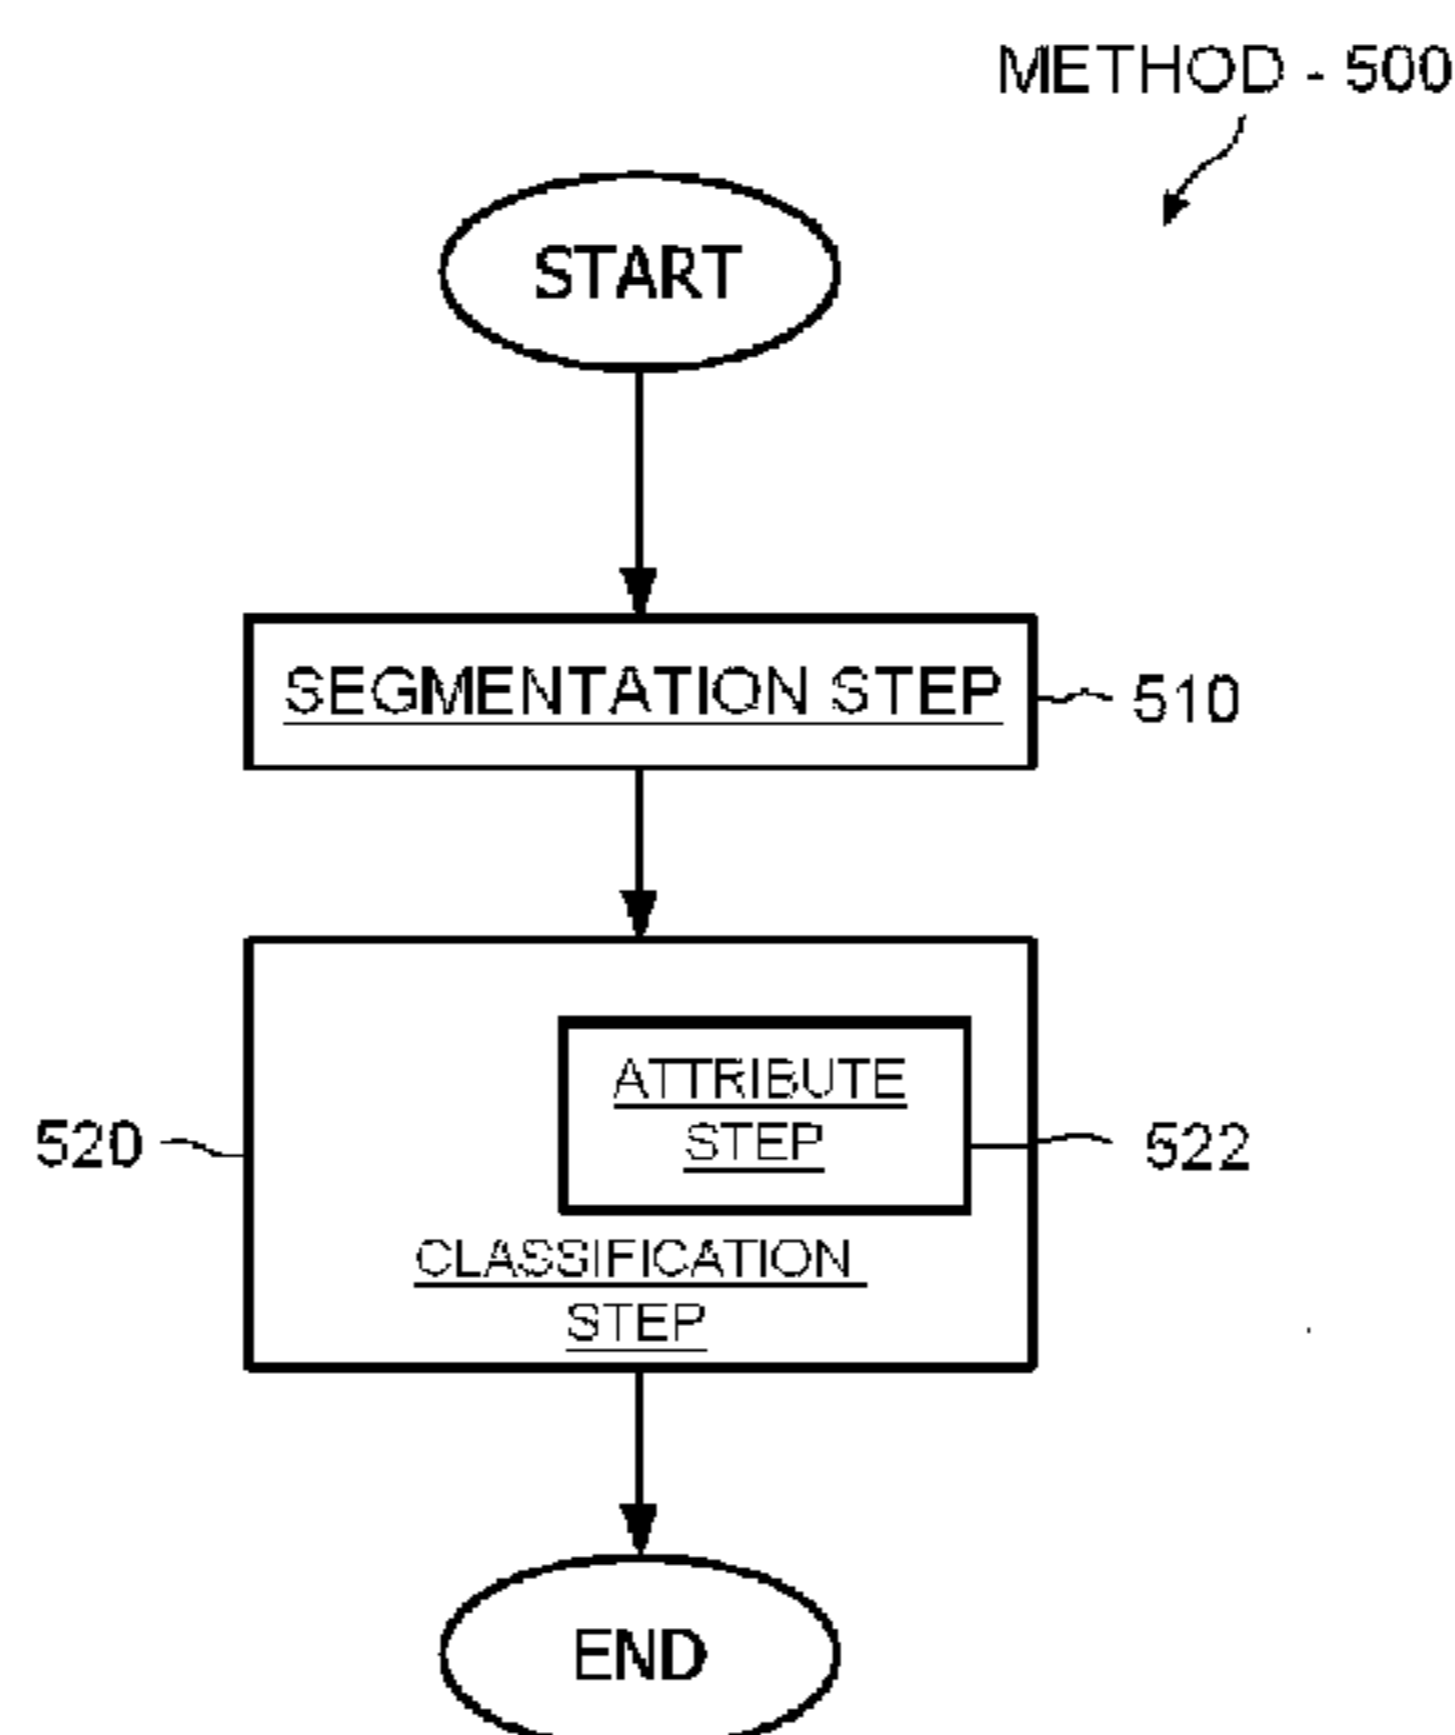 METHOD - 500
START
SEGMENTATION STEP
510
ATTRIBUTE
STEP
520
522
CLASSIFICATION
STEP
END